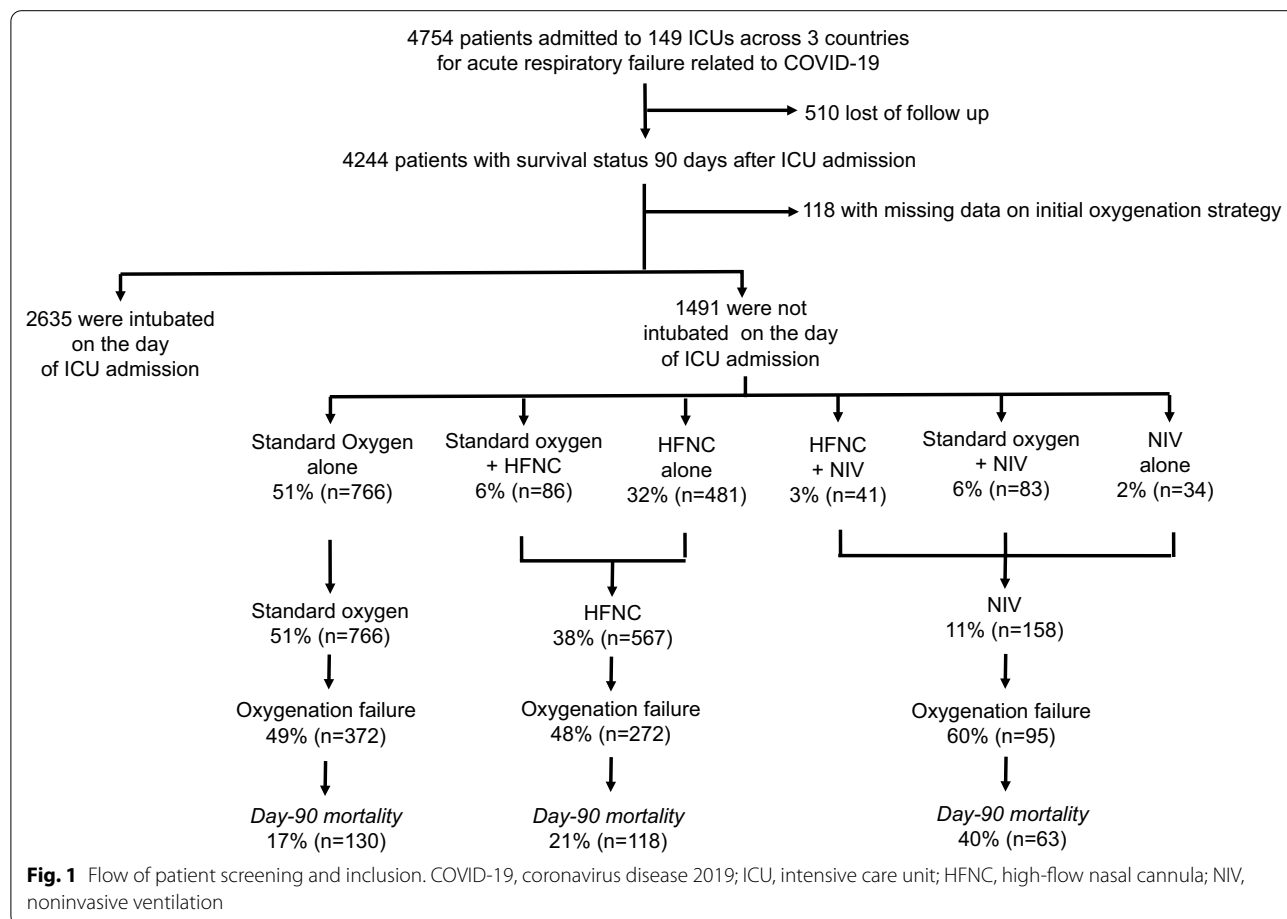 4754 patients admitted to 149 ICUs across 3 countries
for acute respiratory failure related to COVID-19
510 lost of follow up
4244 patients with survival status 90 days after ICU admission
118 with missing data on initial oxygenation strategy
2635 were intubated
on the day
of ICU admission
1491 were not
intubated on the day
of ICU admission
Standard Oxygen
alone
51% (n=766)
Standard oxygen
+ HFNC
6% (n=86)
HFNC
alone
32% (n=481)
HFNC
+ NIV
3% (n=41)
Standard oxygen
+ NIV
6% (n=83)
NIV
alone
2% (n=34)
Standard oxygen
51% (n=766)
HFNC
38% (n=567)
NIV
11% (n=158)
Oxygenation failure
49% (n=372)
Oxygenation failure
48% (n=272)
Oxygenation failure
60% (n=95)
Day-90 mortality
17% (n=130)
Day-90 mortality
21% (n=118)
Day-90 mortality
40% (n=63)
Fig. 1 Flow of patient screening and inclusion. COVID-19, coronavirus disease 2019; ICU, intensive care unit; HFNC, high-flow nasal cannula; NIV,
noninvasive ventilation